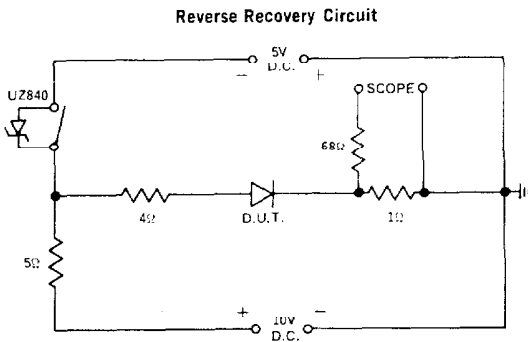 Reverse Recovery Circuit
5V
D.C.
− +
UZ840
SCOPE
68Ω
4Ω
D.U.T.
1Ω
5Ω
+ −
10V
D.C.